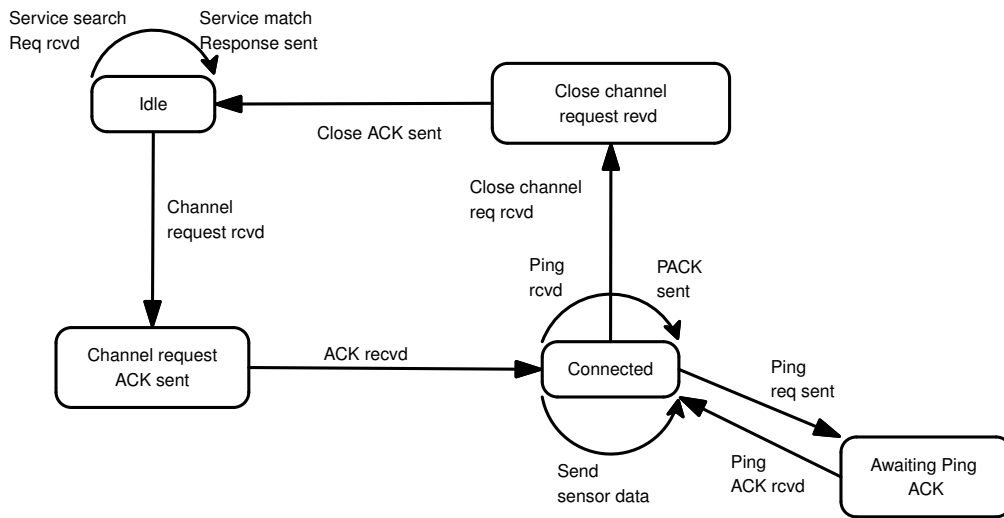 Service search
Req rcvd
Service match
Response sent
Idle
Close channel
request revd
Close ACK sent
Channel
request rcvd
Close channel
req rcvd
Ping
rcvd
PACK
sent
Channel request
ACK sent
ACK recvd
Connected
Ping
req sent
Send
sensor data
Ping
ACK rcvd
Awaiting Ping
ACK